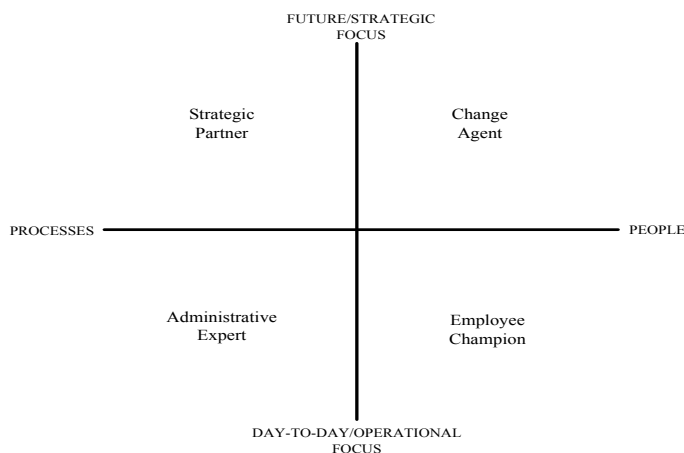 FUTURE/STRATEGIC
FOCUS
Strategic
Partner
Change
Agent
PROCESSES
PEOPLE
Administrative
Expert
Employee
Champion
DAY-TO-DAY/OPERATIONAL
FOCUS